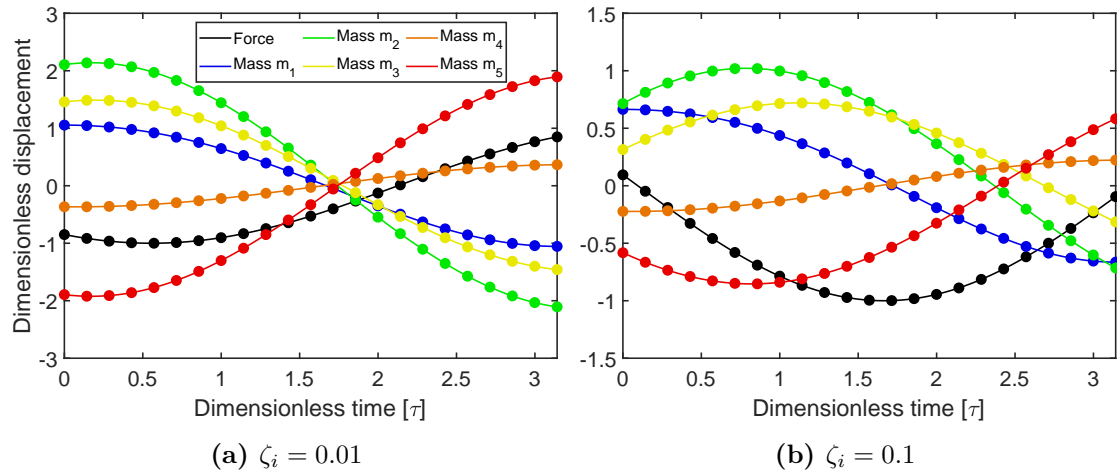 3
2
1
0
-1
-2
-3
Dimensionless displacement
Force
Mass m2
Mass m4
Mass m1
Mass m3
Mass m5
0 0.5 1 1.5 2 2.5 3
Dimensionless time [τ]
(a) ζi = 0.01
1.5
1
0.5
0
-0.5
-1
-1.5
0 0.5 1 1.5 2 2.5 3
Dimensionless time [τ]
(b) ζi = 0.1